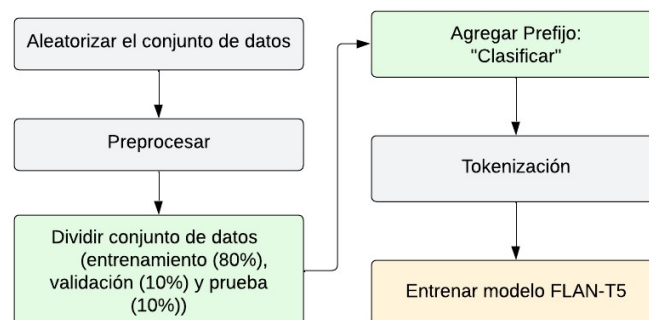 Aleatorizar el conjunto de datos
Preprocesar
Dividir conjunto de datos
(entrenamiento (80%),
validación (10%) y prueba
(10%))
Agregar Prefijo:
"Clasificar"
Tokenización
Entrenar modelo FLAN-T5